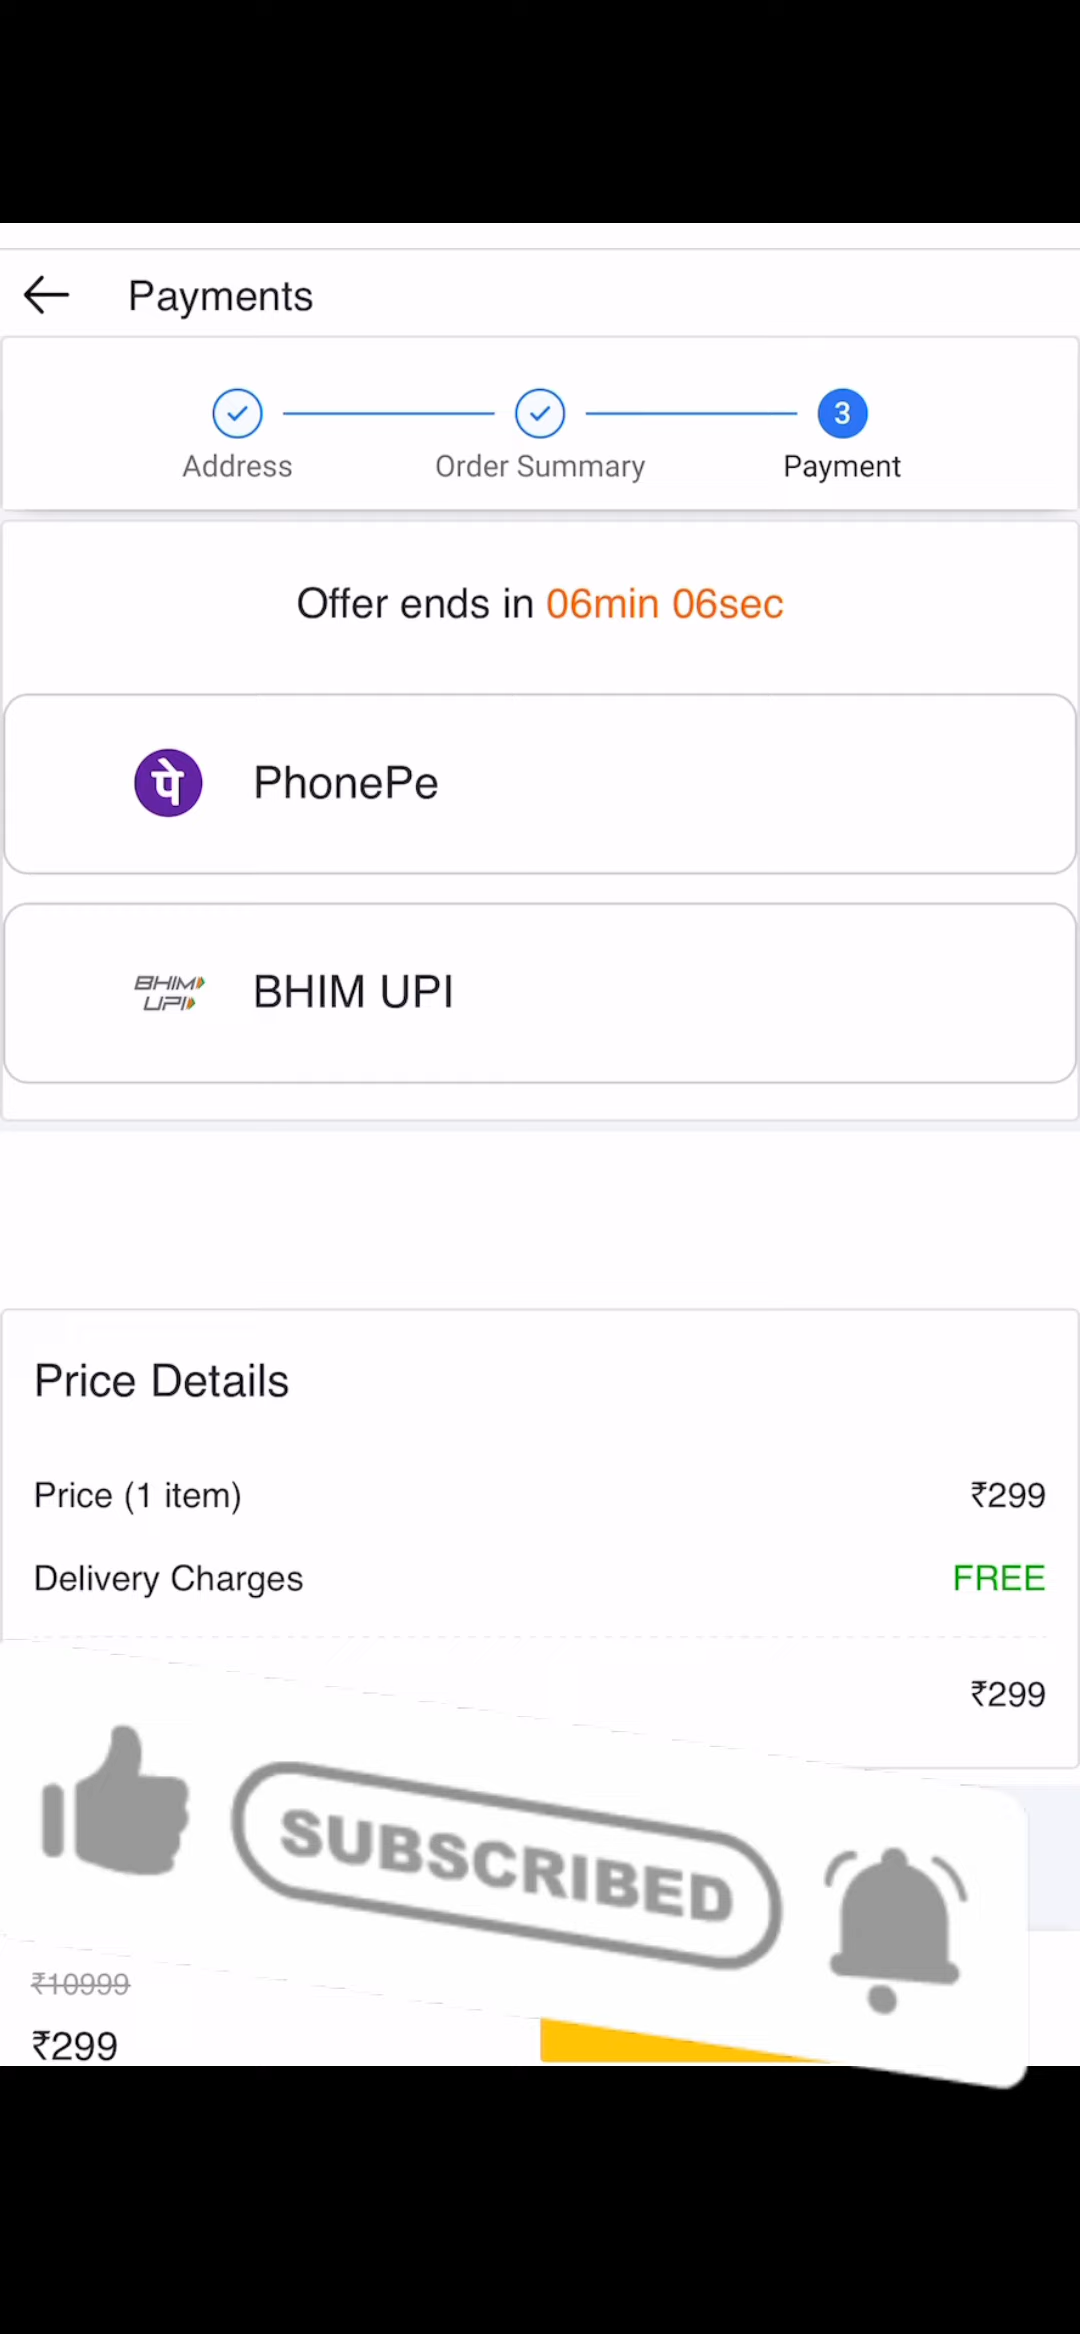 Payments
3
Address Order Summary Payment
Offer ends in 06min 06sec
पे PhonePe
BHIM
UPI
BHIM UPI
Price Details
Price (1 item) ₹299
Delivery Charges FREE
₹299
SUBSCRIBED
₹10999
₹299